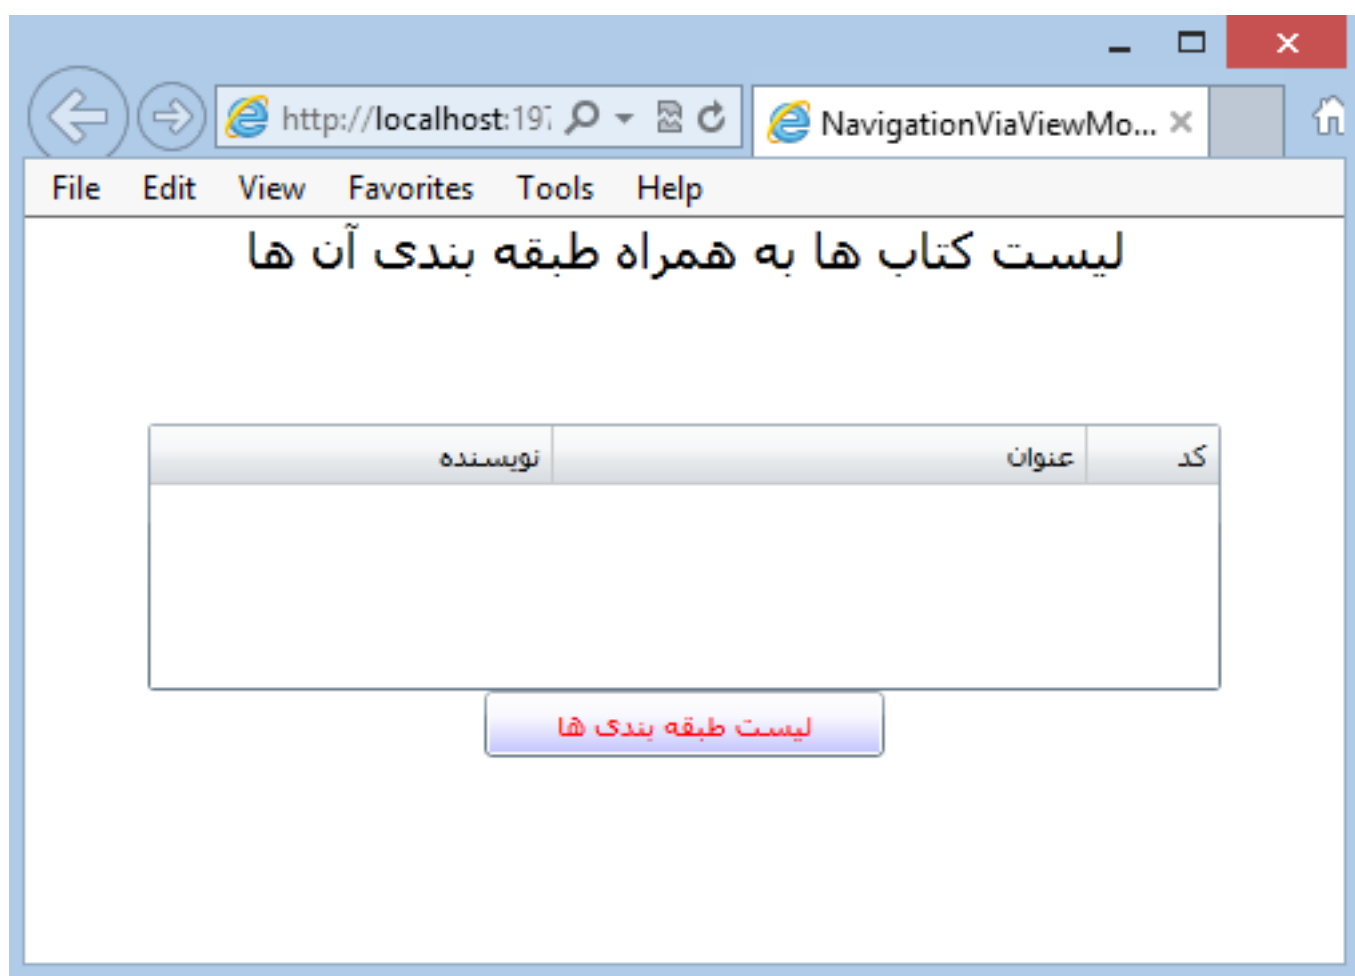 http://localhost:197
NavigationViaViewMo...
File Edit View Favorites Tools Help
لیست کتاب ها به همراه طبقه بندی آن ها
کد عنوان نویسنده
لیست طبقه بندی ها